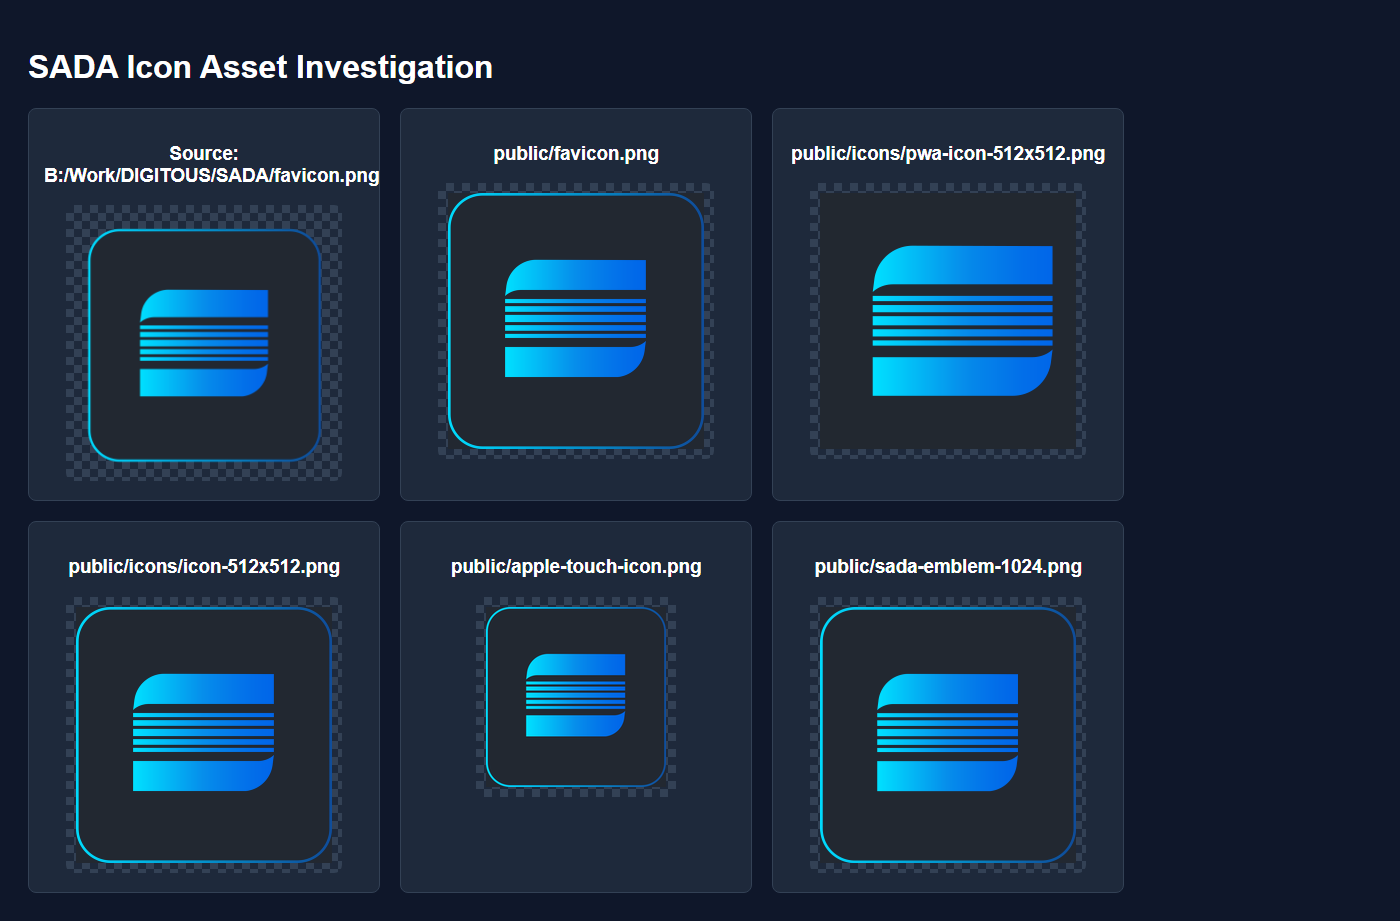 SADA Icon Asset Investigation
Source:
B:/Work/DIGITOUS/SADA/favicon.png
public/favicon.png
public/icons/pwa-icon-512x512.png
public/icons/icon-512x512.png
public/apple-touch-icon.png
public/sada-emblem-1024.png